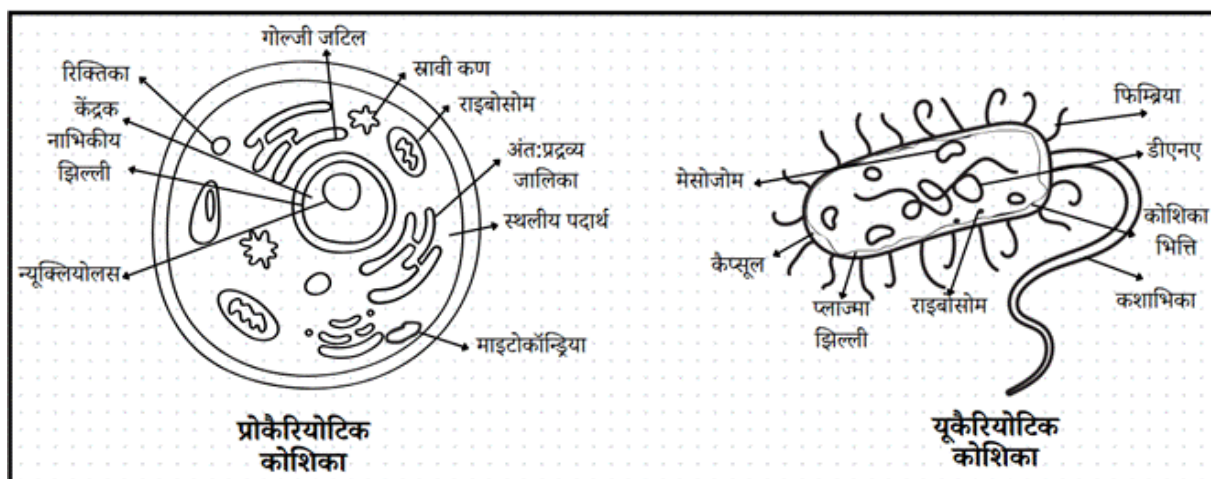 गोल्जी जटिल
स्रावी कण
राइबोसोम
रिक्तिका
केंद्रक
नाभिकीय
झिल्ली
अंत:प्रद्रव्य
जालिका
स्थलीय पदार्थ
न्यूक्लियोलस
माइटोकॉन्ड्रिया
प्रोकैरियोटिक
कोशिका
फिम्ब्रिया
डीएनए
मेसोजोम
कोशिका
भित्ति
कैप्सूल
प्लाज्मा
झिल्ली
राइबोसोम
कशाभिका
यूकैरियोटिक
कोशिका